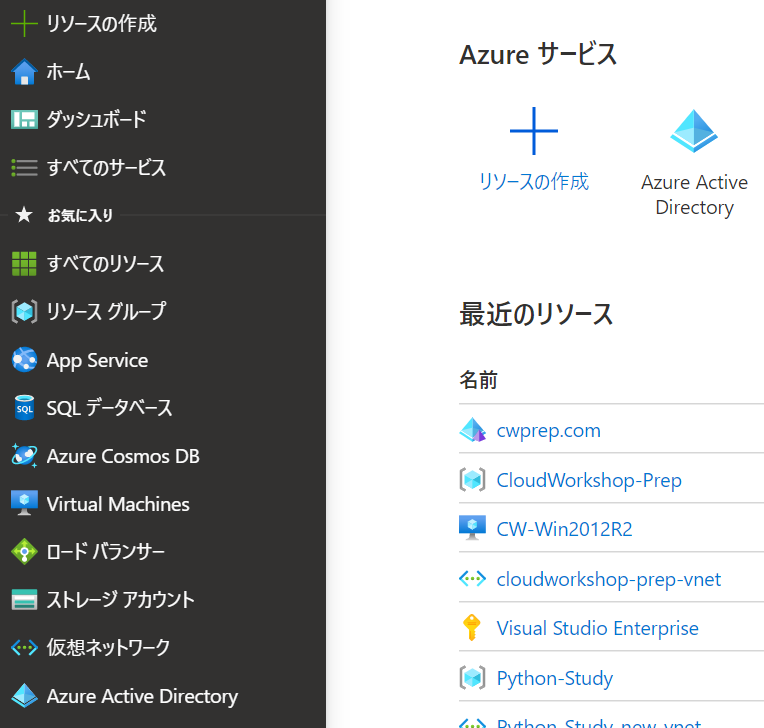 リソースの作成
ホーム
ダッシュボード
すべてのサービス
お気に入り
すべてのリソース
リソース グループ
App Service
SQL データベース
Azure Cosmos DB
Virtual Machines
ロード バランサー
ストレージ アカウント
仮想ネットワーク
Azure Active Directory
Azure サービス
リソースの作成
Azure Active
Directory
最近のリソース
名前
cwprep.com
CloudWorkshop-Prep
CW-Win2012R2
cloudworkshop-prep-vnet
Visual Studio Enterprise
Python-Study
Python-Study_new_vnet